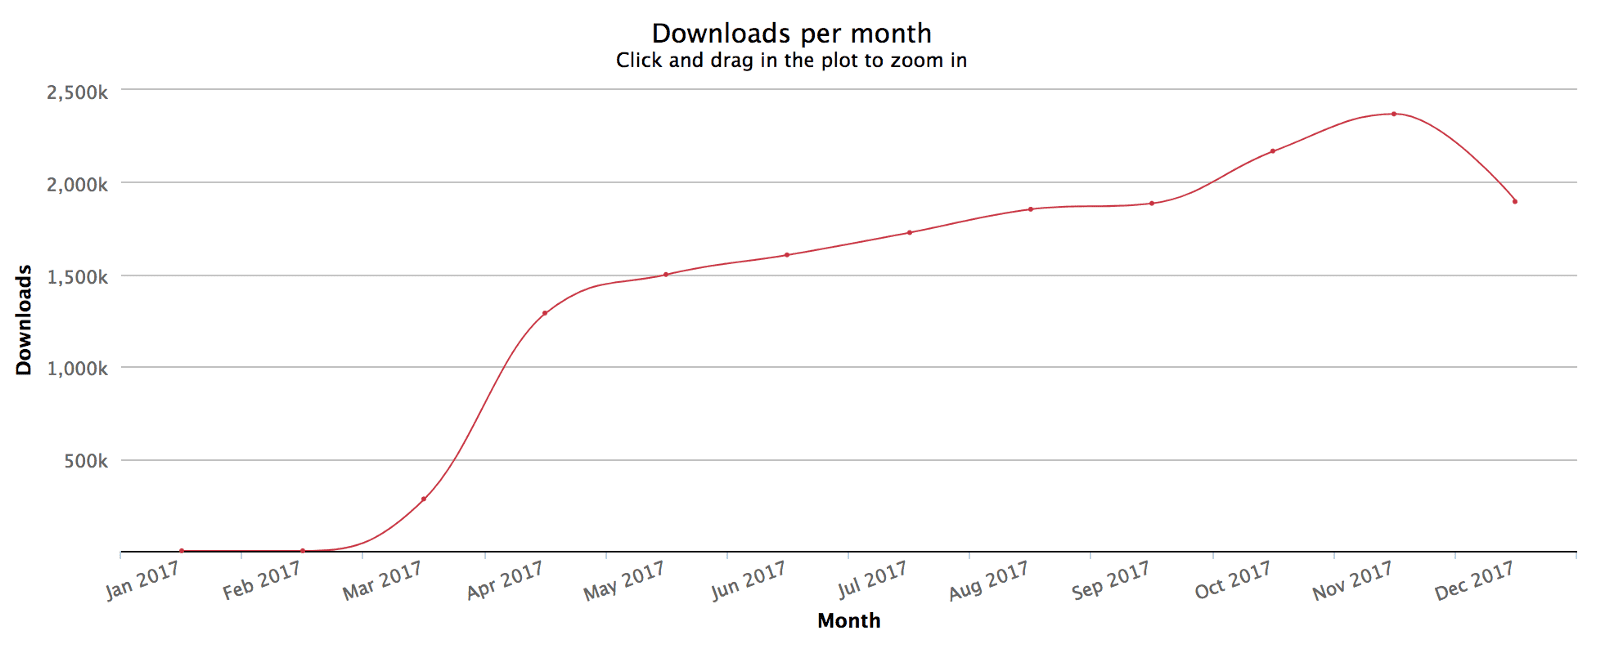 Downloads per month
Click and drag in the plot to zoom in
2,500k
2,000k
1,500k
1,000k
500k
Downloads
Jan 2017
Feb 2017
Mar 2017
Apr 2017
May 2017
Jun 2017
Jul 2017
Aug 2017
Sep 2017
Oct 2017
Nov 2017
Dec 2017
Month